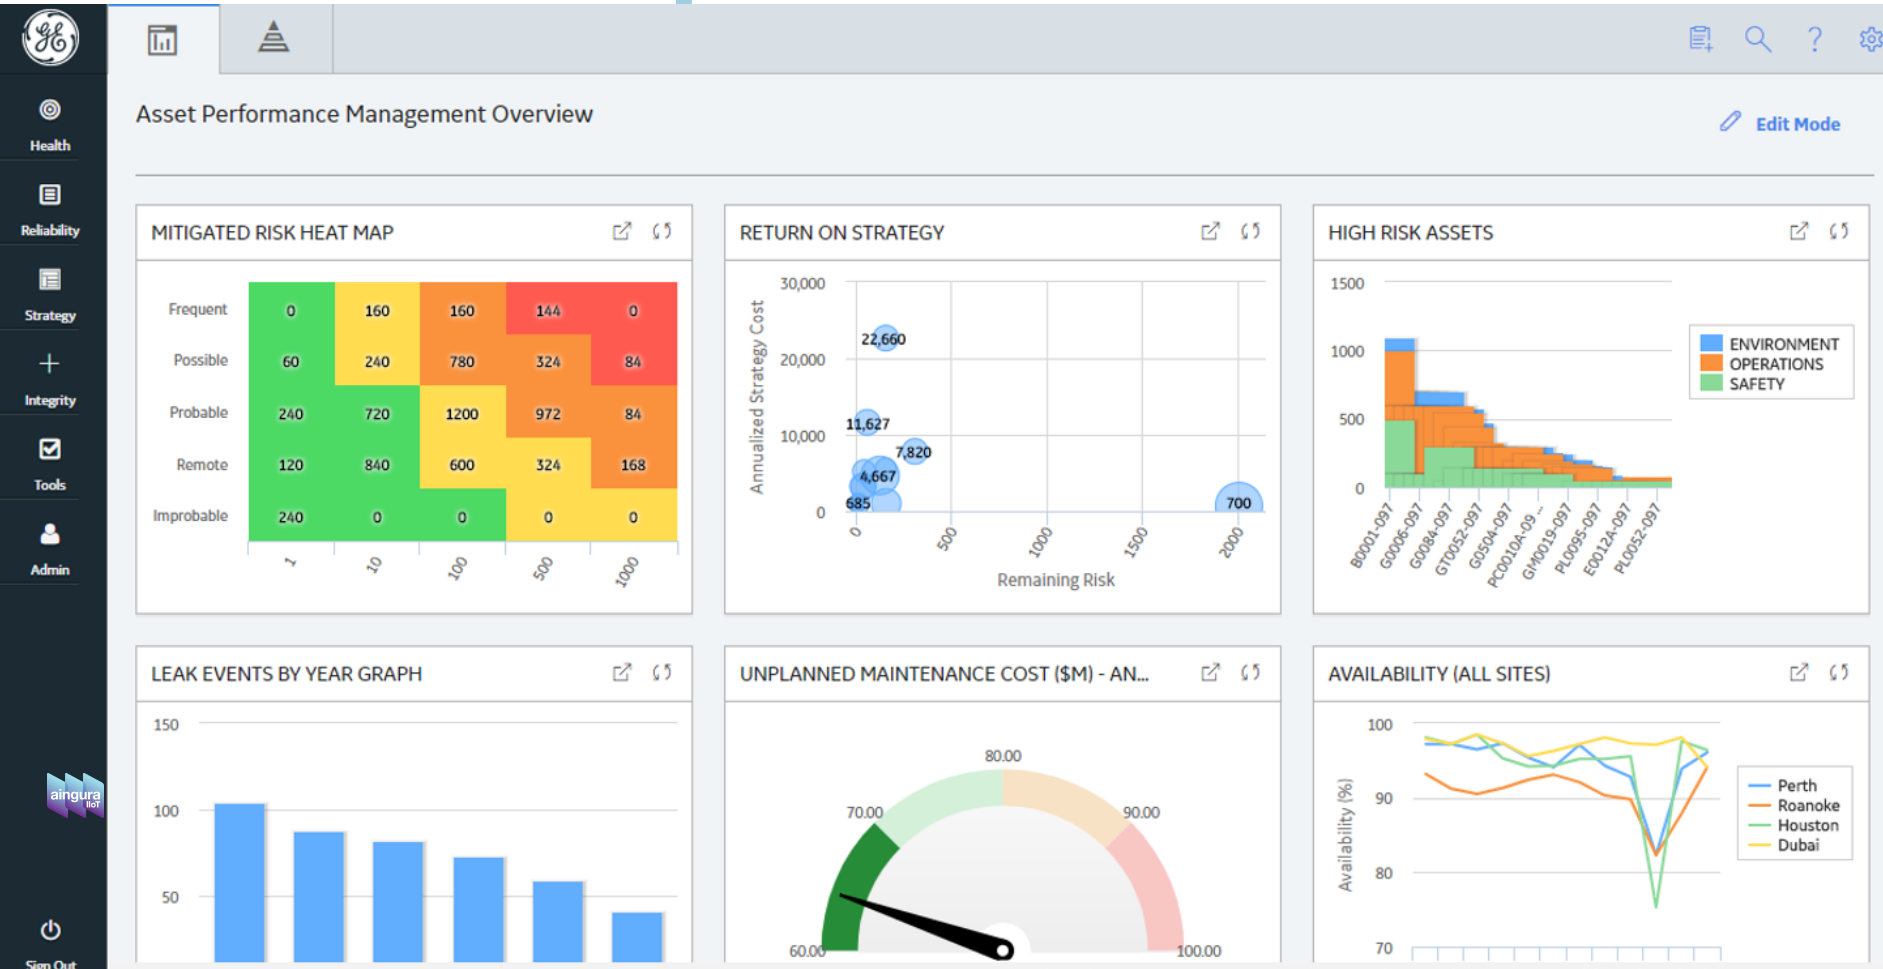 GE
Health
Reliability
Strategy
Integrity
Tools
Admin
aingura
IIoT
Sign Out
?
Asset Performance Management Overview
Edit Mode
MITIGATED RISK HEAT MAP
Frequent 0 160 160 144 0
Possible 60 240 780 324 84
Probable 240 720 1200 972 84
Remote 120 840 600 324 168
Improbable 240 0 0 0 0
1 10 100 500 1000
RETURN ON STRATEGY
Annualized Strategy Cost
30,000
20,000
10,000
0
22,660
11,627
7,820
4,667
685
700
0 500 1000 1500 2000
Remaining Risk
HIGH RISK ASSETS
1500
1000
500
0
B0001-097
G0006-097
G0084-097
GT0052-097
G0504-097
PC0010A-09...
GM0019-097
PL0095-097
E0012A-097
PL0052-097
ENVIRONMENT
OPERATIONS
SAFETY
LEAK EVENTS BY YEAR GRAPH
150
100
50
UNPLANNED MAINTENANCE COST ($M) - AN...
60.00
70.00
80.00
90.00
100.00
AVAILABILITY (ALL SITES)
Availability (%)
100
90
80
70
Perth
Roanoke
Houston
Dubai